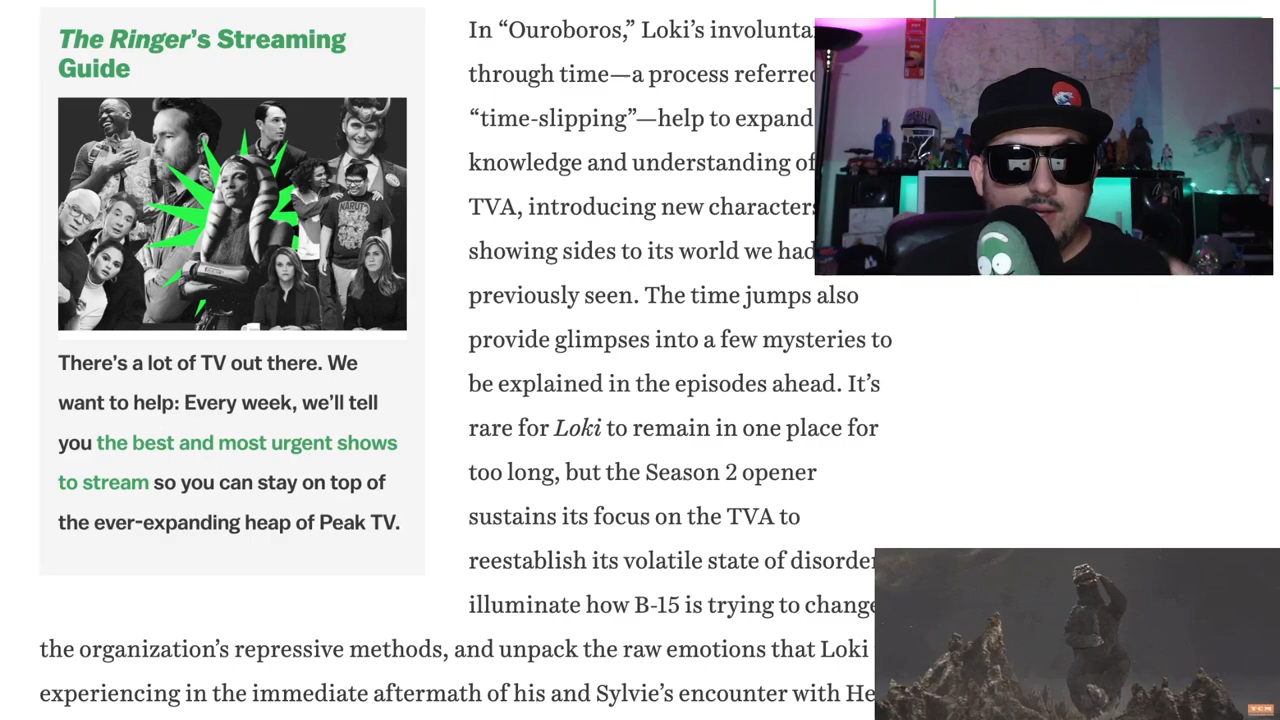 The Ringer's Streaming
Guide
NARUTO
There's a lot of TV out there. We
want to help: Every week, we'll tell
you the best and most urgent shows
to stream so you can stay on top of
the ever-expanding heap of Peak TV.
In “Ouroboros,” Loki’s
through time—a process
“time-slipping”—help to expand
knowledge and understanding of
TVA, introducing new characters
showing sides to its world we had
previously seen. The time jumps also
provide glimpses into a few mysteries to
be explained in the episodes ahead. It’s
rare for Loki to remain in one place for
too long, but the Season 2 opener
sustains its focus on the TVA to
reestablish its volatile state of disorder
illuminate how B-15 is trying to change
the organization’s repressive methods, and unpack the raw emotions that Loki
experiencing in the immediate aftermath of his and Sylvie’s encounter with He
TCM